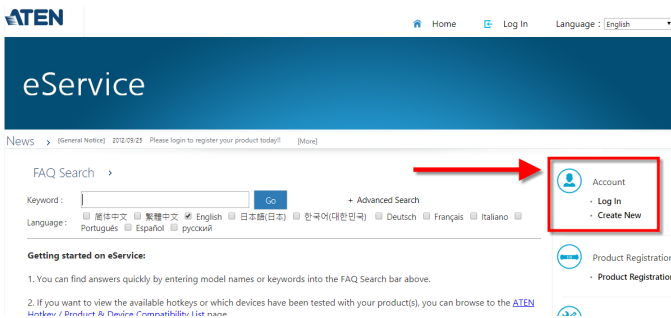 ATEN
Home Log In Language : English
eService
News > [General Notice] 2012/09/25 Please login to register your product today!! [More]
FAQ Search >
Keyword : Go + Advanced Search
Language : 简体中文 繁體中文 English 日本語(日本) 한국어(대한민국) Deutsch Français Italiano
Português Español русский
Getting started on eService:
1. You can find answers quickly by entering model names or keywords into the FAQ Search bar above.
2. If you want to view the available hotkeys or which devices have been tested with your product(s), you can browse to the ATEN
Hotkey / Product & Device Compatibility List page
Account
· Log In
· Create New
Product Registration
· Product Registration